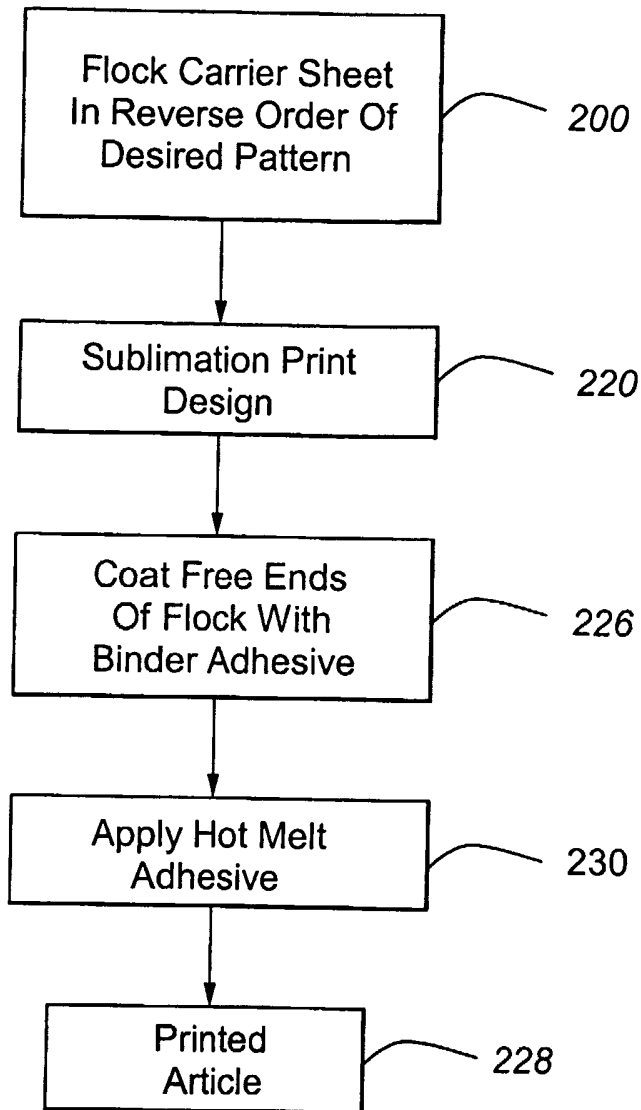 Flock Carrier Sheet
In Reverse Order Of
Desired Pattern
200
Sublimation Print
Design
220
Coat Free Ends
Of Flock With
Binder Adhesive
226
Apply Hot Melt
Adhesive
230
Printed
Article
228